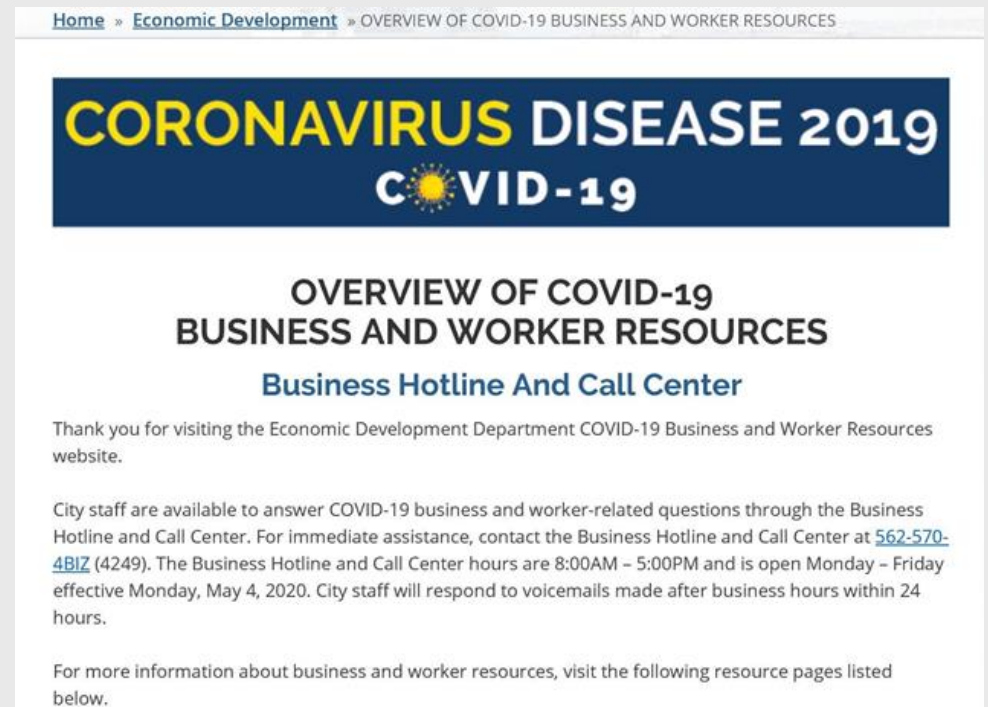 Home » Economic Development » OVERVIEW OF COVID-19 BUSINESS AND WORKER RESOURCES
CORONAVIRUS DISEASE 2019
COVID-19
OVERVIEW OF COVID-19
BUSINESS AND WORKER RESOURCES
Business Hotline And Call Center
Thank you for visiting the Economic Development Department COVID-19 Business and Worker Resources
website.
City staff are available to answer COVID-19 business and worker-related questions through the Business
Hotline and Call Center. For immediate assistance, contact the Business Hotline and Call Center at 562-570-
4BIZ (4249). The Business Hotline and Call Center hours are 8:00AM – 5:00PM and is open Monday – Friday
effective Monday, May 4, 2020. City staff will respond to voicemails made after business hours within 24
hours.
For more information about business and worker resources, visit the following resource pages listed
below.